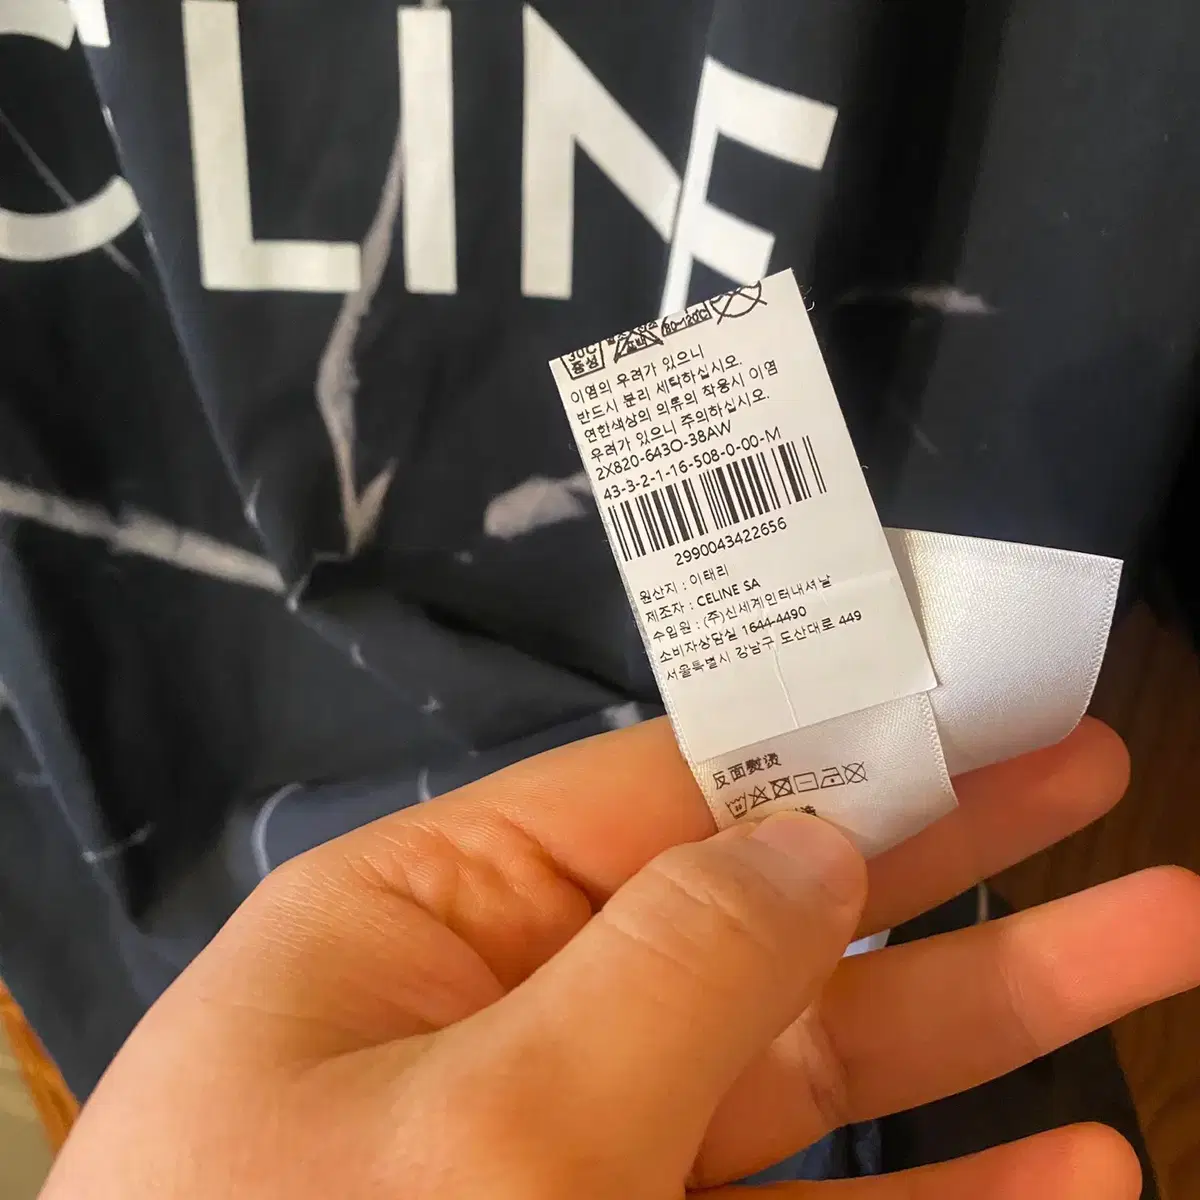 CLINE
30C
중성
80~120℃
이염의 우려가 있으니
반드시 분리 세탁하십시오.
연한색상의 의류의 착용시 이염
우려가 있으니 주의하십시오.
2X820-643O-38AW
43-3-2-1-16-508-0-00-M
2990043422656
원산지 : 이태리
제조자 : CELINE SA
수입원 : (주)신세계인터내셔날
소비자상담실 1644-4490
서울특별시 강남구 도산대로 449
反面熨烫